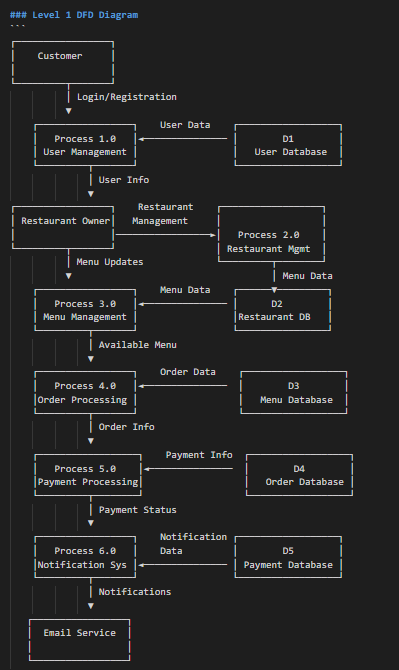 ### Level 1 DFD Diagram
```
Customer
Login/Registration
User Data
Process 1.0 D1
User Management User Database
User Info
Restaurant
Restaurant Owner Management
Process 2.0
Restaurant Mgmt
Menu Updates
Menu Data
Menu Data
Process 3.0 D2
Menu Management Restaurant DB
Available Menu
Order Data
Process 4.0 D3
Order Processing Menu Database
Order Info
Payment Info
Process 5.0 D4
Payment Processing Order Database
Payment Status
Notification
Process 6.0 Data D5
Notification Sys Payment Database
Notifications
Email Service